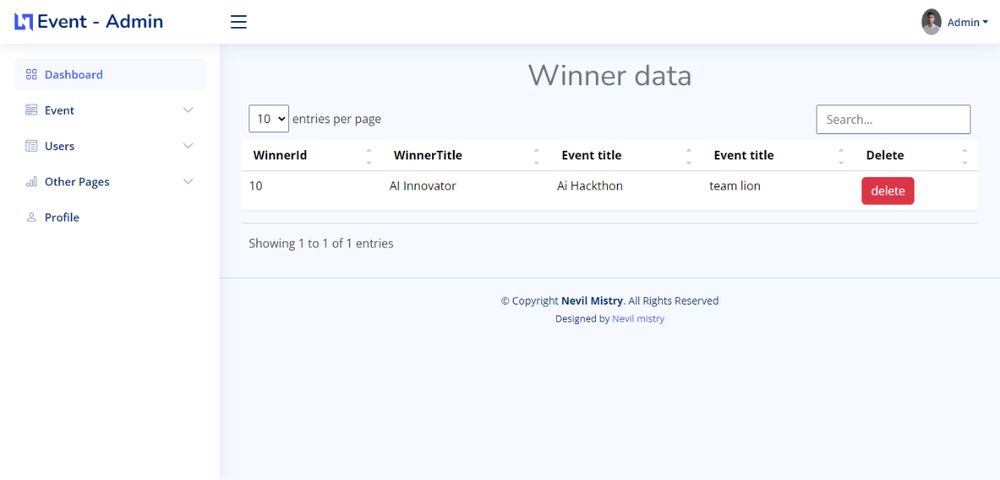 Event - Admin
Admin
Dashboard
Event
Users
Other Pages
Profile
Winner data
10 entries per page
Search...
WinnerId WinnerTitle Event title Event title Delete
10 AI Innovator Ai Hackthon team lion delete
Showing 1 to 1 of 1 entries
© Copyright Nevil Mistry. All Rights Reserved
Designed by Nevil mistry